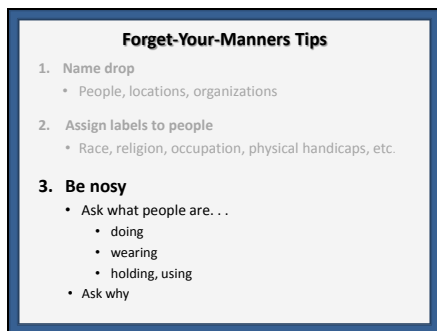 Forget-Your-Manners Tips
1. Name drop
• People, locations, organizations
2. Assign labels to people
• Race, religion, occupation, physical handicaps, etc.
3. Be nosy
• Ask what people are. . .
• doing
• wearing
• holding, using
• Ask why